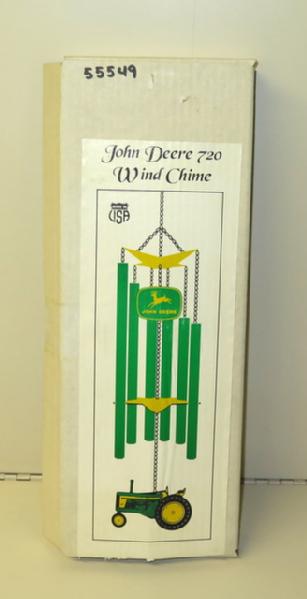 55549
John Deere 720
Wind Chime
USA
JOHN DEERE